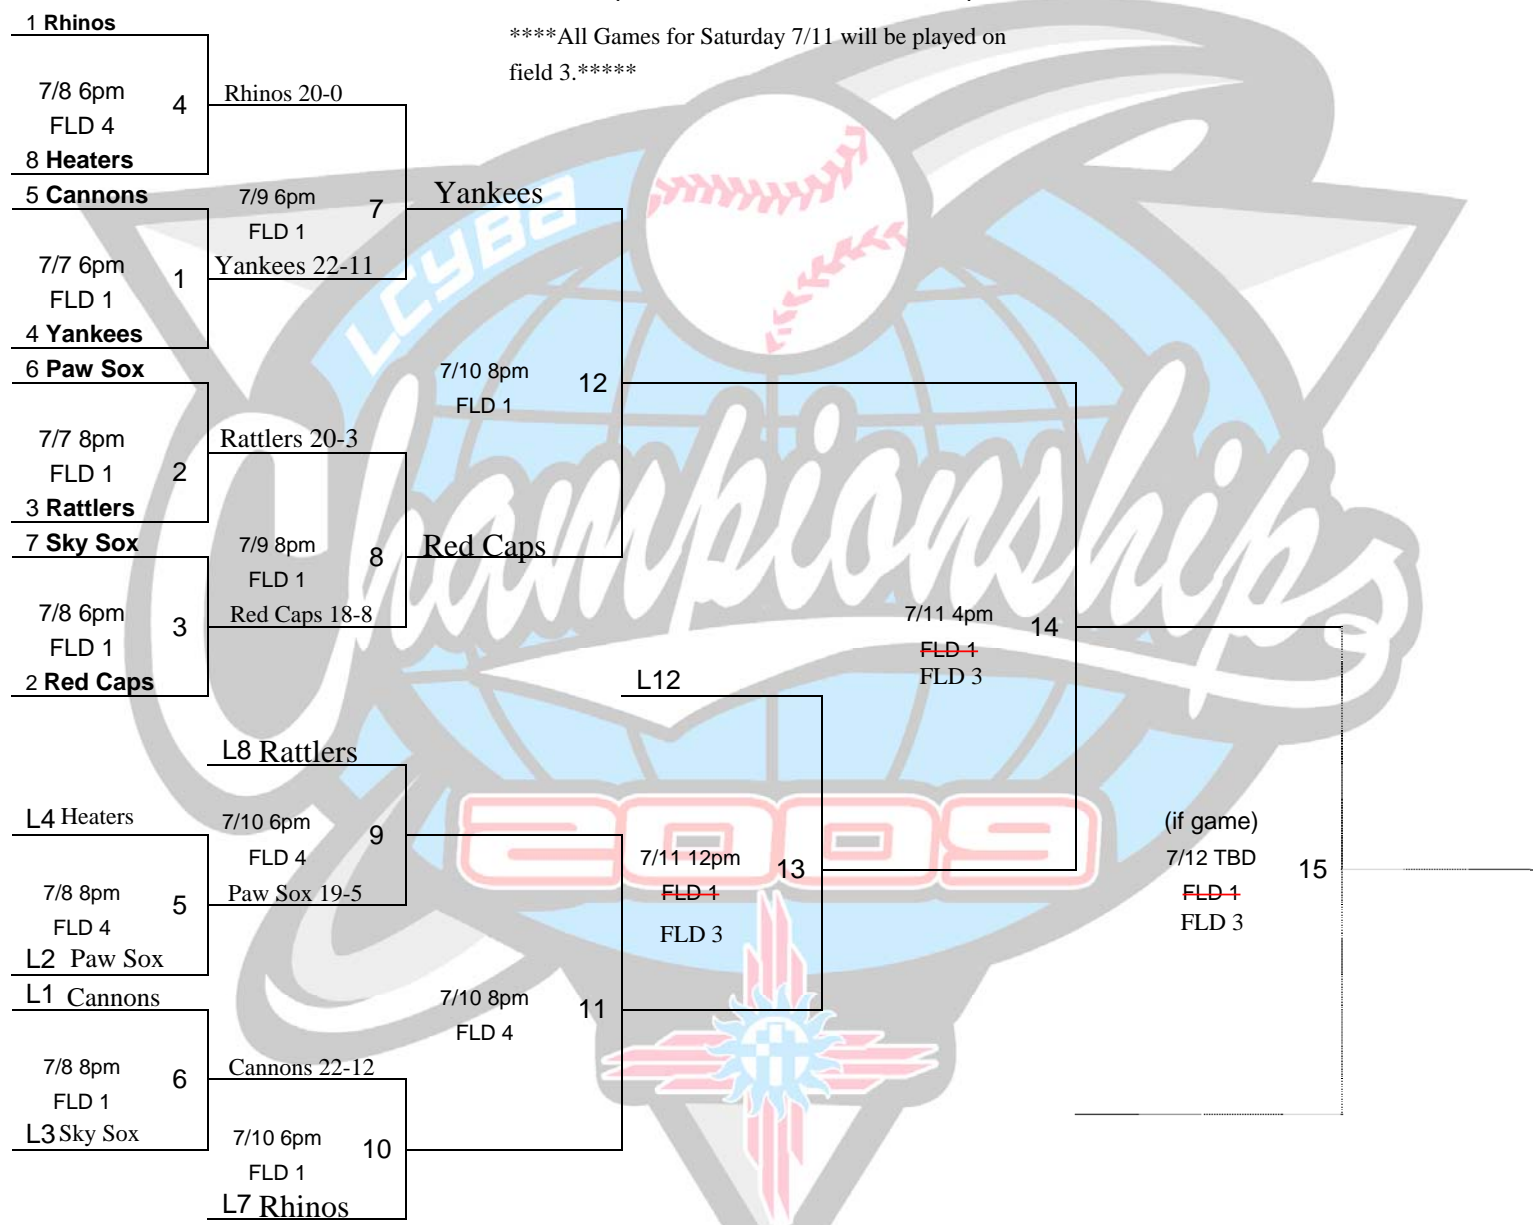 1 Rhinos
****All Games for Saturday 7/11 will be played on
field 3.*****
7/8 6pm
FLD 4
4
Rhinos 20-0
8 Heaters
5 Cannons
7/9 6pm
FLD 1
7
Yankees
7/7 6pm
FLD 1
1
Yankees 22-11
4 Yankees
6 Paw Sox
7/10 8pm
FLD 1
12
7/7 8pm
FLD 1
2
Rattlers 20-3
3 Rattlers
7 Sky Sox
7/9 8pm
FLD 1
8
Red Caps
7/8 6pm
FLD 1
3
Red Caps 18-8
2 Red Caps
7/11 4pm
FLD 1
FLD 3
14
L12
L8 Rattlers
L4 Heaters
7/10 6pm
FLD 4
9
7/8 8pm
FLD 4
5
Paw Sox 19-5
L2 Paw Sox
7/11 12pm
FLD 1
FLD 3
13
(if game)
7/12 TBD
FLD 1
FLD 3
15
L1 Cannons
7/10 8pm
FLD 4
11
7/8 8pm
FLD 1
6
Cannons 22-12
L3 Sky Sox
7/10 6pm
FLD 1
10
L7 Rhinos
LCYBA
Championships
2009